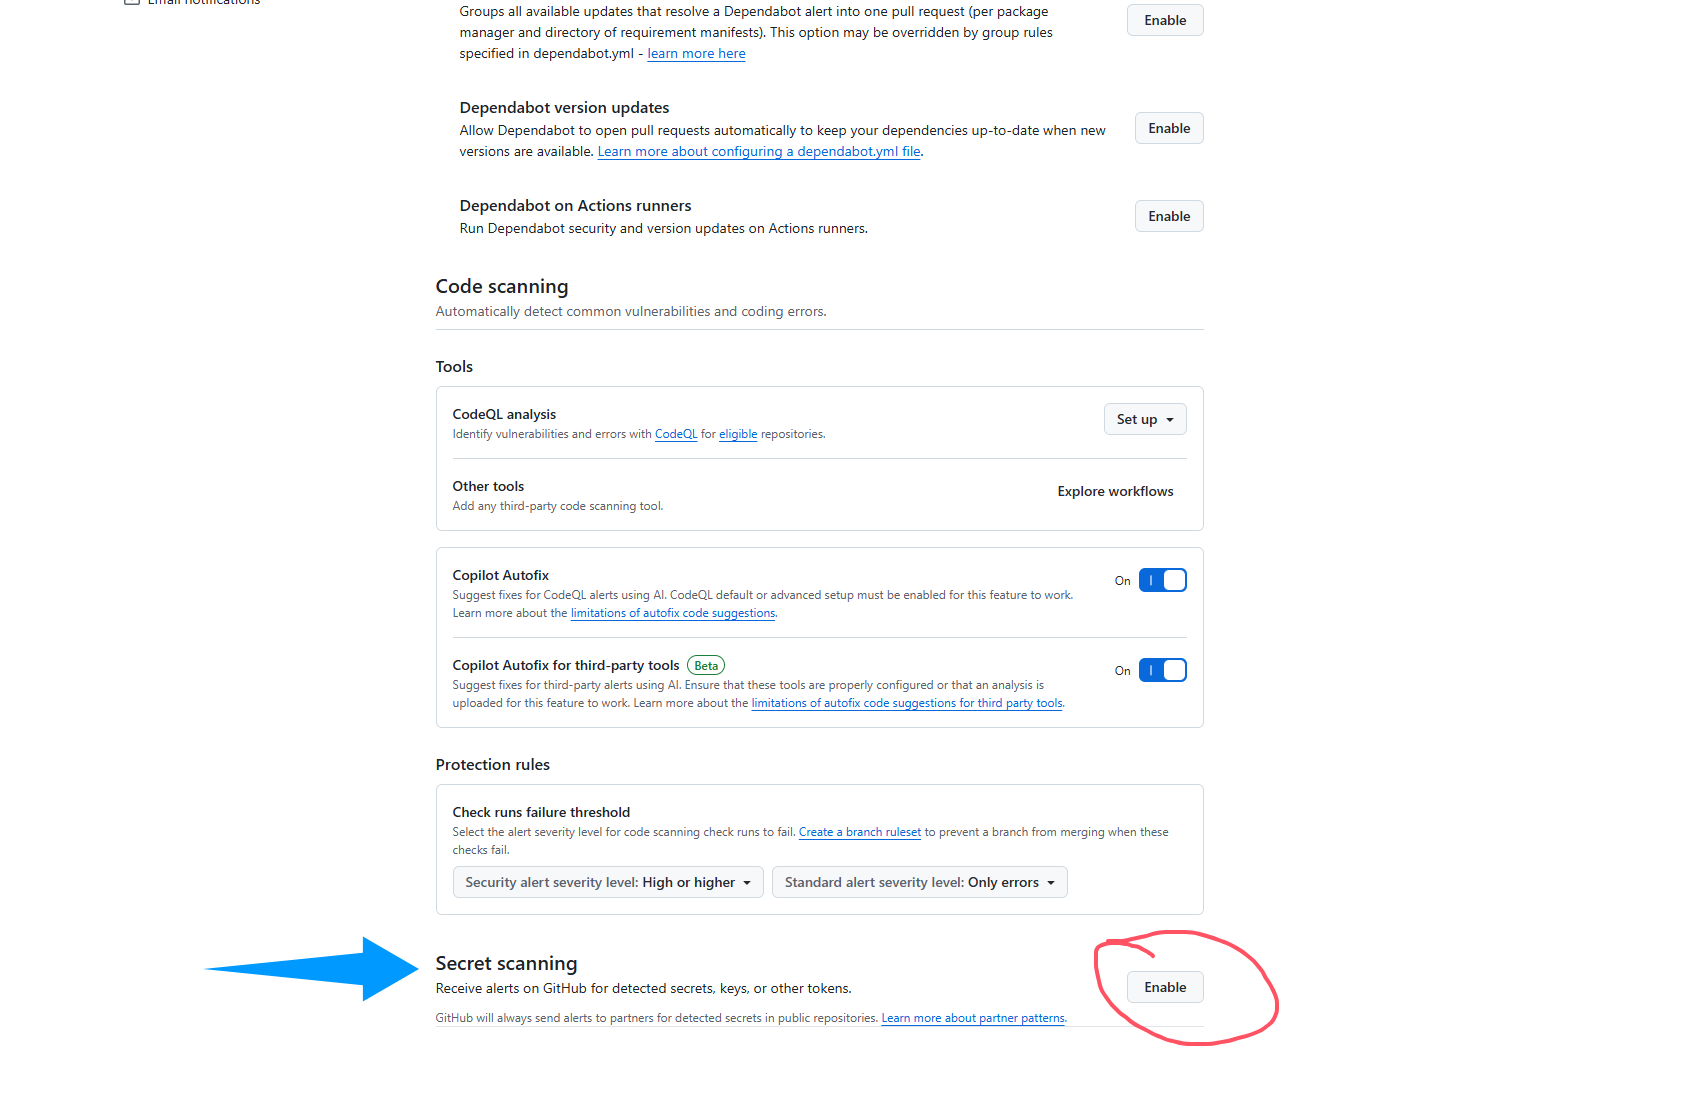 Email notifications
Groups all available updates that resolve a Dependabot alert into one pull request (per package
manager and directory of requirement manifests). This option may be overridden by group rules
specified in dependabot.yml - learn more here
Enable
Dependabot version updates
Allow Dependabot to open pull requests automatically to keep your dependencies up-to-date when new
versions are available. Learn more about configuring a dependabot.yml file.
Enable
Dependabot on Actions runners
Run Dependabot security and version updates on Actions runners.
Enable
Code scanning
Automatically detect common vulnerabilities and coding errors.
Tools
CodeQL analysis
Identify vulnerabilities and errors with CodeQL for eligible repositories.
Set up
Other tools
Add any third-party code scanning tool.
Explore workflows
Copilot Autofix
Suggest fixes for CodeQL alerts using AI. CodeQL default or advanced setup must be enabled for this feature to work.
Learn more about the limitations of autofix code suggestions.
On
Copilot Autofix for third-party tools Beta
Suggest fixes for third-party alerts using AI. Ensure that these tools are properly configured or that an analysis is
uploaded for this feature to work. Learn more about the limitations of autofix code suggestions for third party tools.
On
Protection rules
Check runs failure threshold
Select the alert severity level for code scanning check runs to fail. Create a branch ruleset to prevent a branch from merging when these
checks fail.
Security alert severity level: High or higher
Standard alert severity level: Only errors
Secret scanning
Receive alerts on GitHub for detected secrets, keys, or other tokens.
Enable
GitHub will always send alerts to partners for detected secrets in public repositories. Learn more about partner patterns.